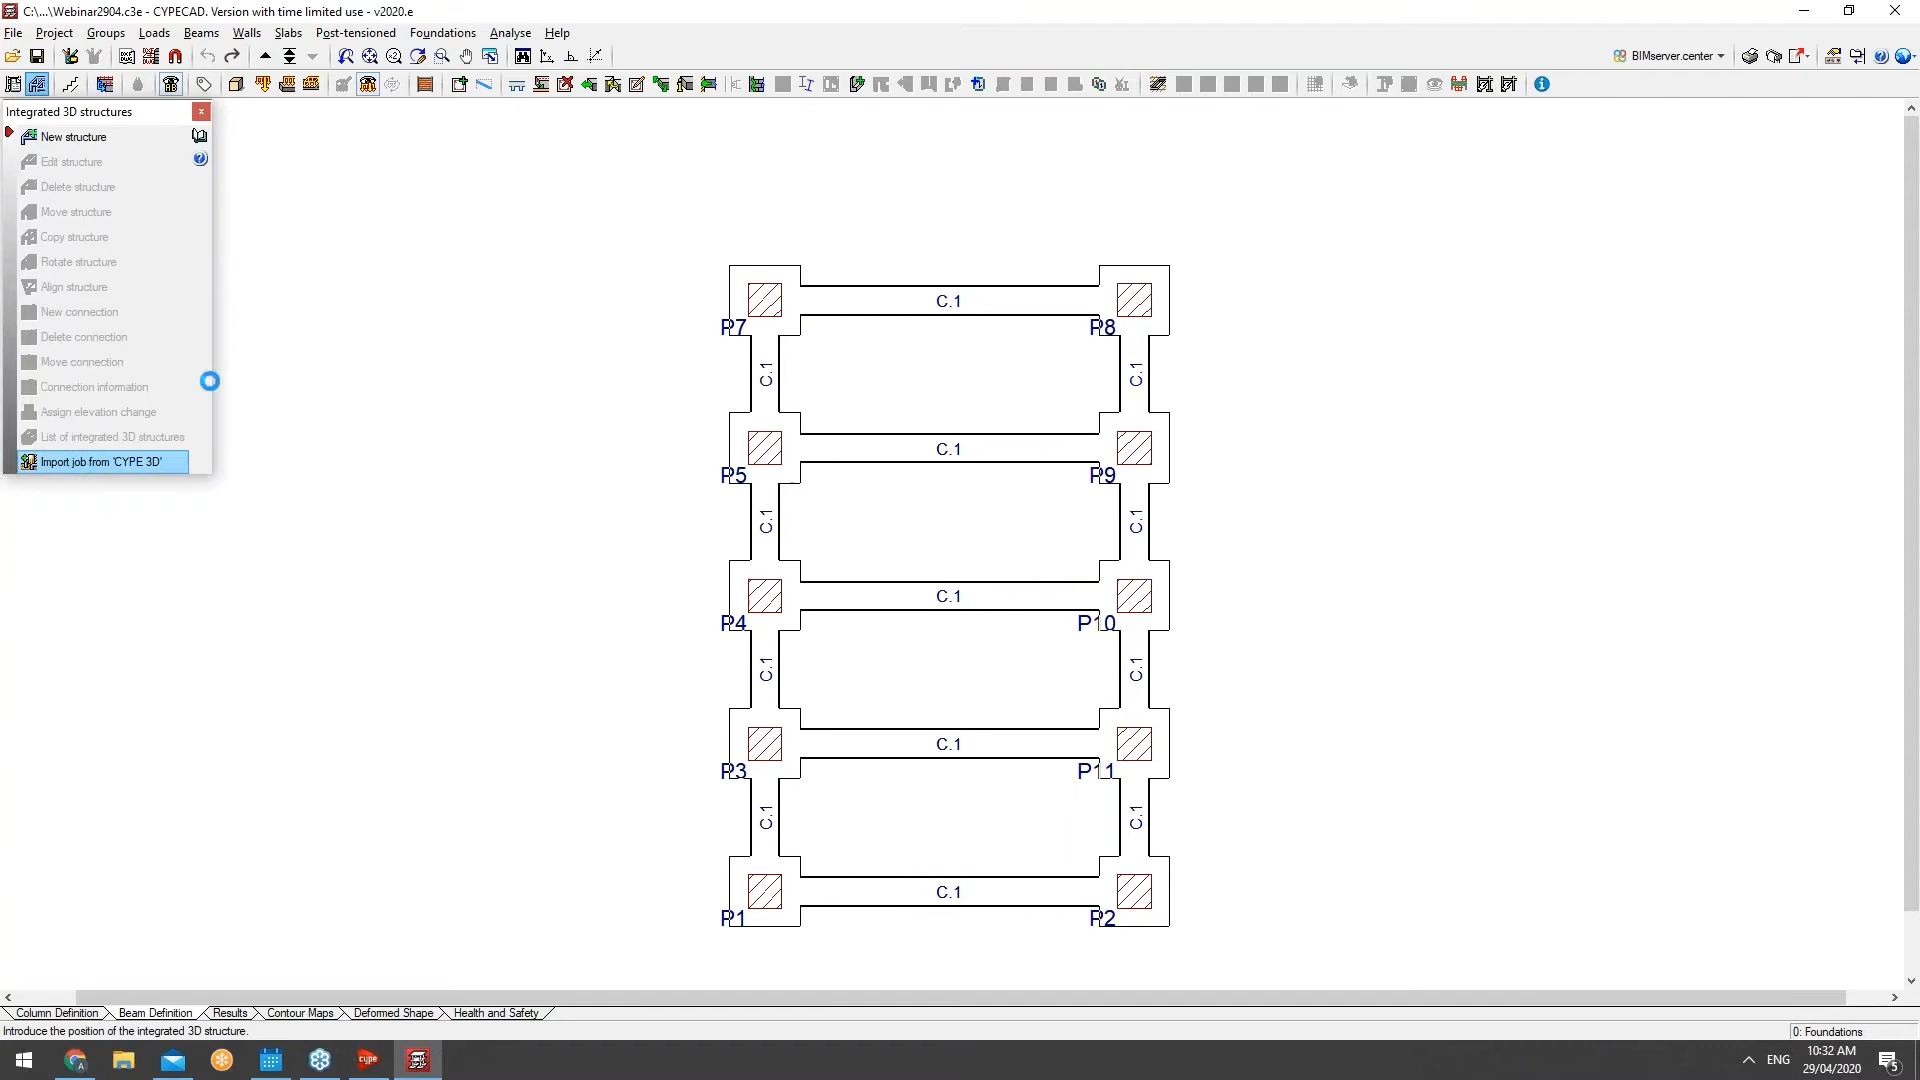 C:\...\Webinar2904.c3e - CYPECAD. Version with time limited use - v2020.e
File Project Groups Loads Beams Walls Slabs Post-tensioned Foundations Analyse Help
BIMserver.center
Integrated 3D structures
New structure
Edit structure
Delete structure
Move structure
Copy structure
Rotate structure
Align structure
New connection
Delete connection
Move connection
Connection information
Assign elevation change
List of integrated 3D structures
Import job from 'CYPE 3D'
C.1
P7 P8
C.1 C.1
C.1
P5 P9
C.1 C.1
C.1
P4 P10
C.1 C.1
C.1
P3 P11
C.1 C.1
C.1
P1 P2
Column Definition Beam Definition Results Contour Maps Deformed Shape Health and Safety
Introduce the position of the integrated 3D structure.
0: Foundations
cype
ENG
10:32 AM
29/04/2020
5